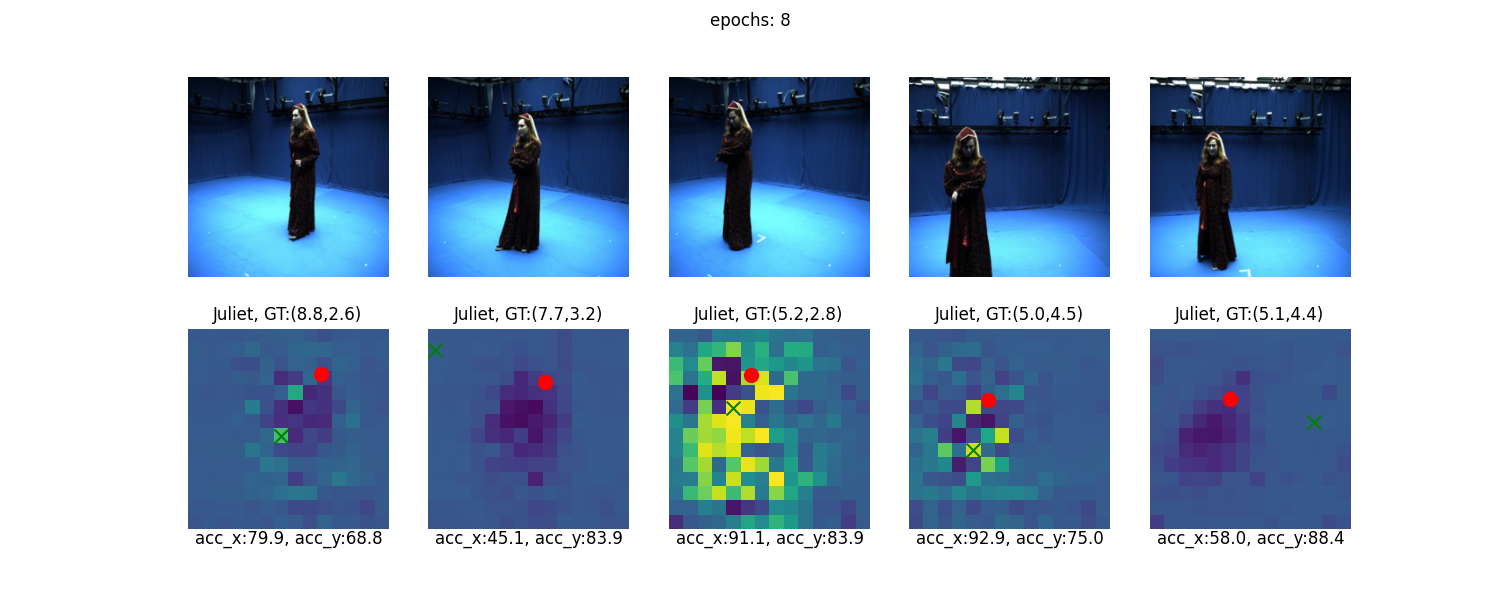 epochs: 8
Juliet, GT:(8.8,2.6)
Juliet, GT:(7.7,3.2)
Juliet, GT:(5.2,2.8)
Juliet, GT:(5.0,4.5)
Juliet, GT:(5.1,4.4)
acc_x:79.9, acc_y:68.8
acc_x:45.1, acc_y:83.9
acc_x:91.1, acc_y:83.9
acc_x:92.9, acc_y:75.0
acc_x:58.0, acc_y:88.4